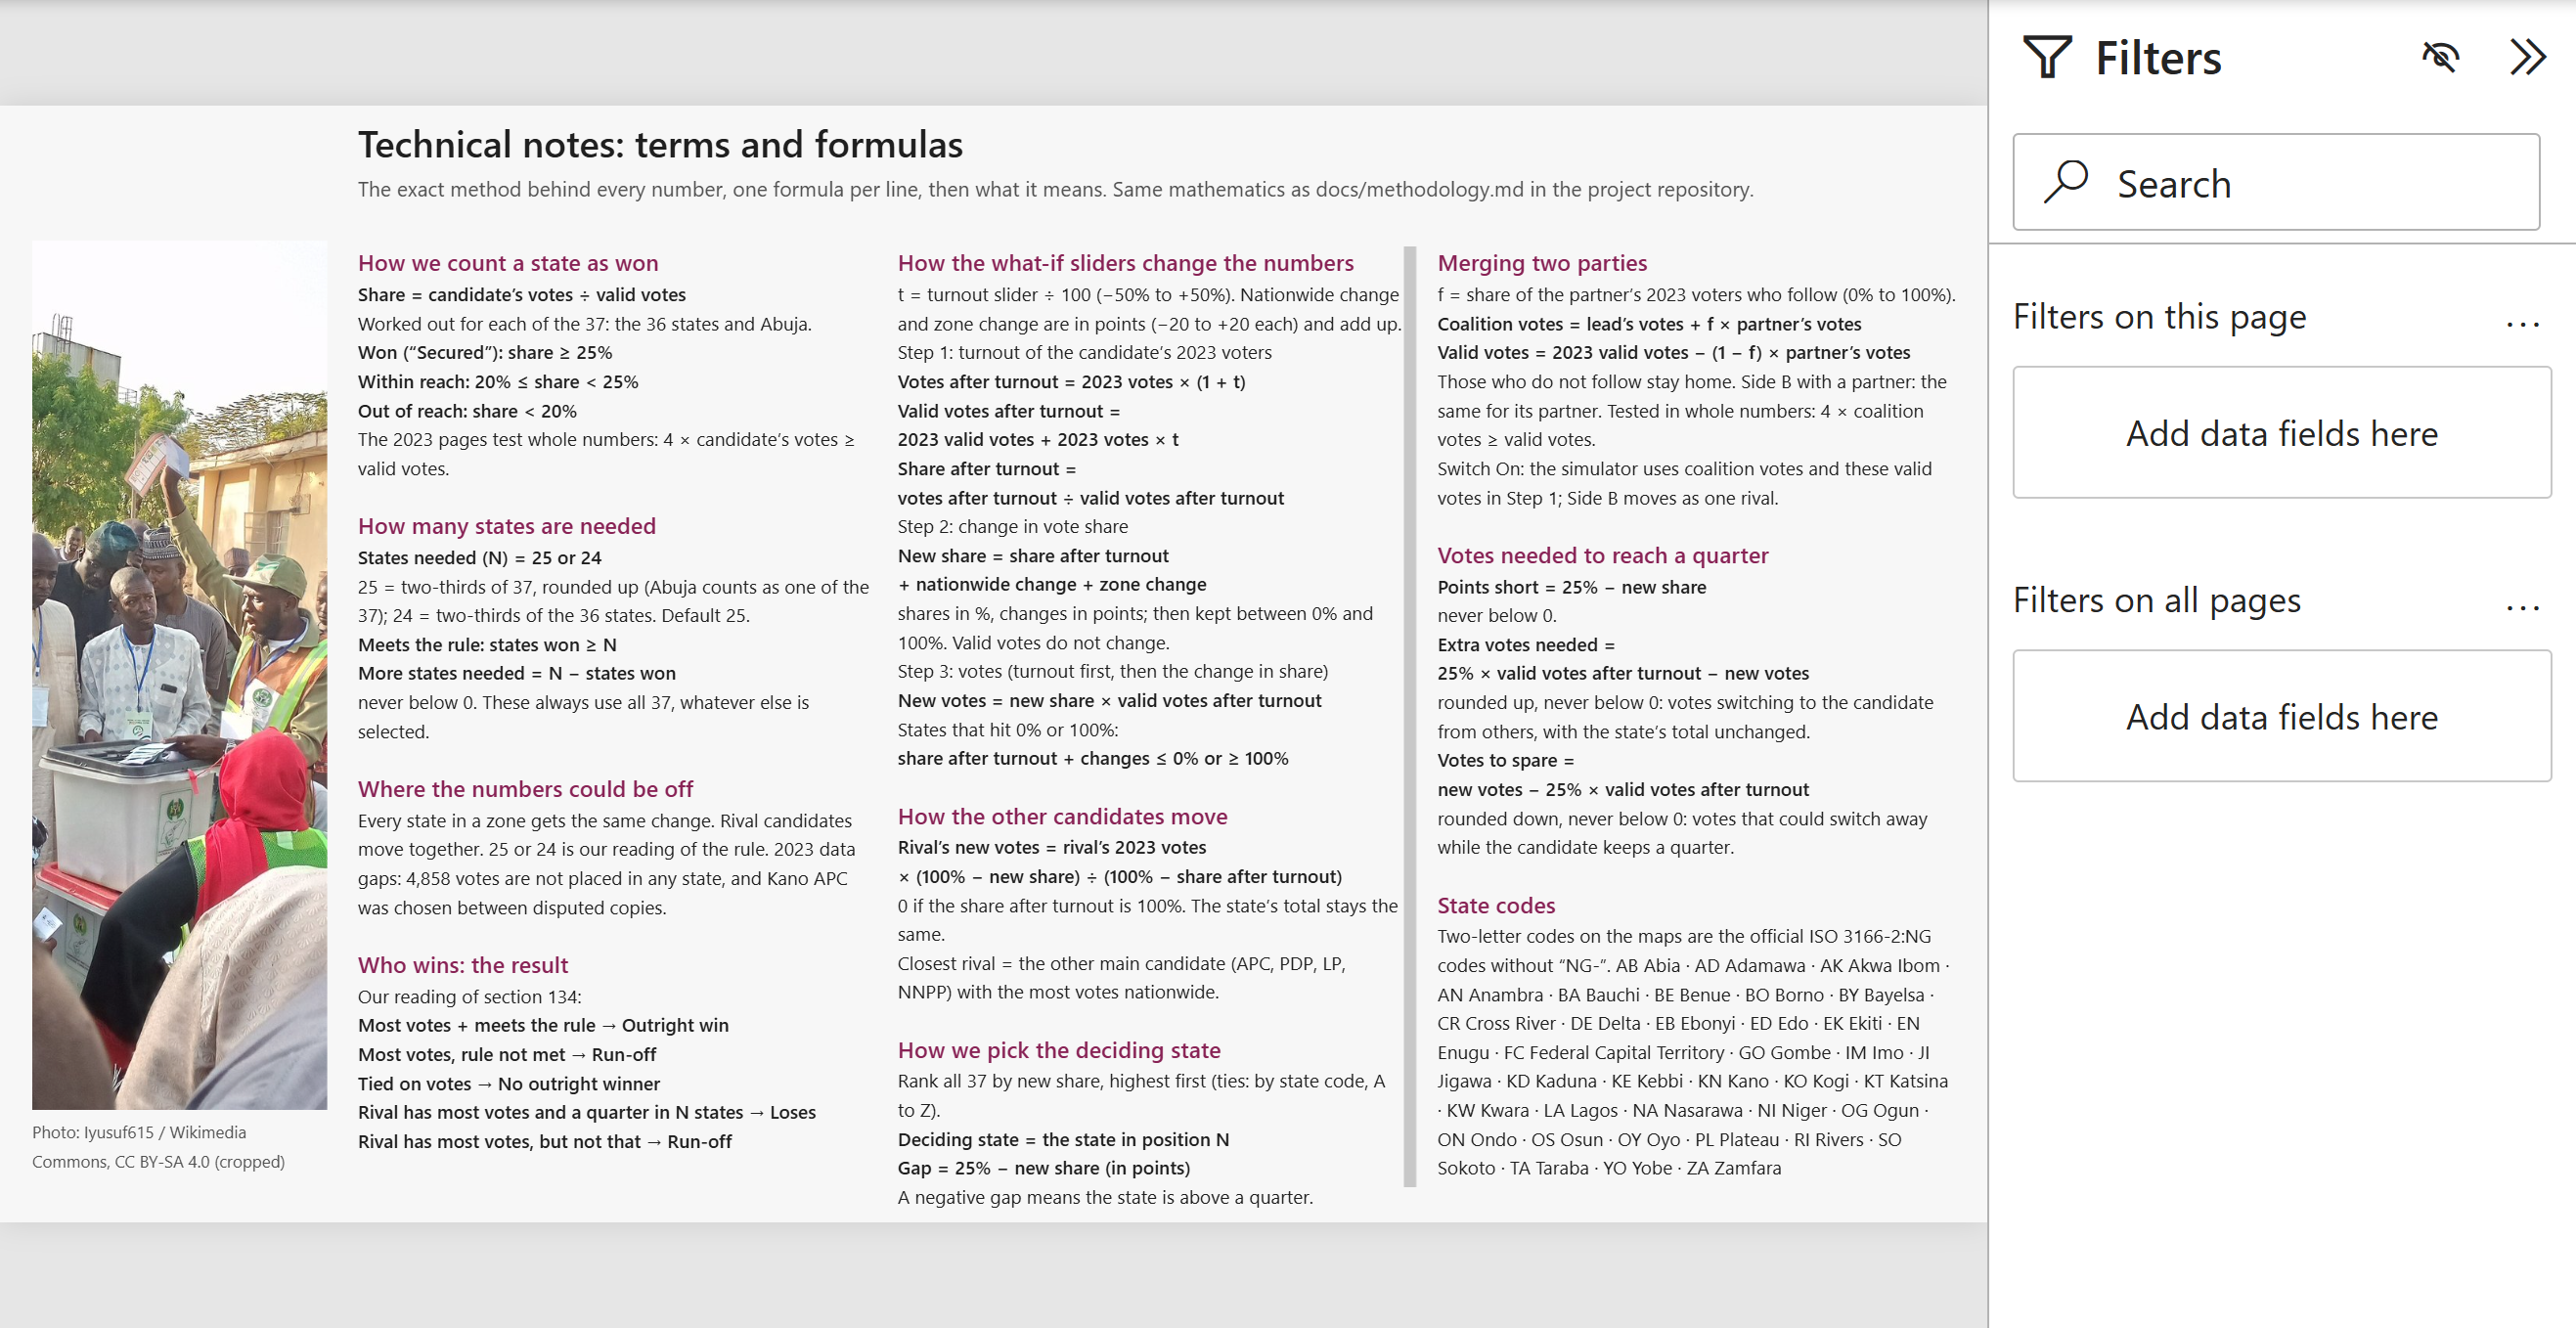 Technical notes: terms and formulas
The exact method behind every number, one formula per line, then what it means. Same mathematics as docs/methodology.md in the project repository.
How we count a state as won
Share = candidate's votes ÷ valid votes
Worked out for each of the 37: the 36 states and Abuja.
Won (“Secured”): share ≥ 25%
Within reach: 20% ≤ share < 25%
Out of reach: share < 20%
The 2023 pages test whole numbers: 4 × candidate's votes ≥
valid votes.
How many states are needed
States needed (N) = 25 or 24
25 = two-thirds of 37, rounded up (Abuja counts as one of the
37); 24 = two-thirds of the 36 states. Default 25.
Meets the rule: states won ≥ N
More states needed = N − states won
never below 0. These always use all 37, whatever else is
selected.
Where the numbers could be off
Every state in a zone gets the same change. Rival candidates
move together. 25 or 24 is our reading of the rule. 2023 data
gaps: 4,858 votes are not placed in any state, and Kano APC
was chosen between disputed copies.
Who wins: the result
Our reading of section 134:
Most votes + meets the rule → Outright win
Most votes, rule not met → Run-off
Tied on votes → No outright winner
Rival has most votes and a quarter in N states → Loses
Rival has most votes, but not that → Run-off
How the what-if sliders change the numbers
t = turnout slider ÷ 100 (−50% to +50%). Nationwide change
and zone change are in points (−20 to +20 each) and add up.
Step 1: turnout of the candidate's 2023 voters
Votes after turnout = 2023 votes × (1 + t)
Valid votes after turnout =
2023 valid votes + 2023 votes × t
Share after turnout =
votes after turnout ÷ valid votes after turnout
Step 2: change in vote share
New share = share after turnout
+ nationwide change + zone change
shares in %, changes in points; then kept between 0% and
100%. Valid votes do not change.
Step 3: votes (turnout first, then the change in share)
New votes = new share × valid votes after turnout
States that hit 0% or 100%:
share after turnout + changes ≤ 0% or ≥ 100%
How the other candidates move
Rival's new votes = rival's 2023 votes
× (100% − new share) ÷ (100% − share after turnout)
0 if the share after turnout is 100%. The state's total stays the
same.
Closest rival = the other main candidate (APC, PDP, LP,
NNPP) with the most votes nationwide.
How we pick the deciding state
Rank all 37 by new share, highest first (ties: by state code, A
to Z).
Deciding state = the state in position N
Gap = 25% − new share (in points)
A negative gap means the state is above a quarter.
Merging two parties
f = share of the partner's 2023 voters who follow (0% to 100%).
Coalition votes = lead's votes + f × partner's votes
Valid votes = 2023 valid votes − (1 − f) × partner's votes
Those who do not follow stay home. Side B with a partner: the
same for its partner. Tested in whole numbers: 4 × coalition
votes ≥ valid votes.
Switch On: the simulator uses coalition votes and these valid
votes in Step 1; Side B moves as one rival.
Votes needed to reach a quarter
Points short = 25% − new share
never below 0.
Extra votes needed =
25% × valid votes after turnout − new votes
rounded up, never below 0: votes switching to the candidate
from others, with the state's total unchanged.
Votes to spare =
new votes − 25% × valid votes after turnout
rounded down, never below 0: votes that could switch away
while the candidate keeps a quarter.
State codes
Two-letter codes on the maps are the official ISO 3166-2:NG
codes without “NG-”. AB Abia · AD Adamawa · AK Akwa Ibom ·
AN Anambra · BA Bauchi · BE Benue · BO Borno · BY Bayelsa ·
CR Cross River · DE Delta · EB Ebonyi · ED Edo · EK Ekiti · EN
Enugu · FC Federal Capital Territory · GO Gombe · IM Imo · JI
Jigawa · KD Kaduna · KE Kebbi · KN Kano · KO Kogi · KT Katsina
· KW Kwara · LA Lagos · NA Nasarawa · NI Niger · OG Ogun ·
ON Ondo · OS Osun · OY Oyo · PL Plateau · RI Rivers · SO
Sokoto · TA Taraba · YO Yobe · ZA Zamfara
Photo: Iyusuf615 / Wikimedia
Commons, CC BY-SA 4.0 (cropped)
Filters
Search
Filters on this page
...
Add data fields here
Filters on all pages
...
Add data fields here